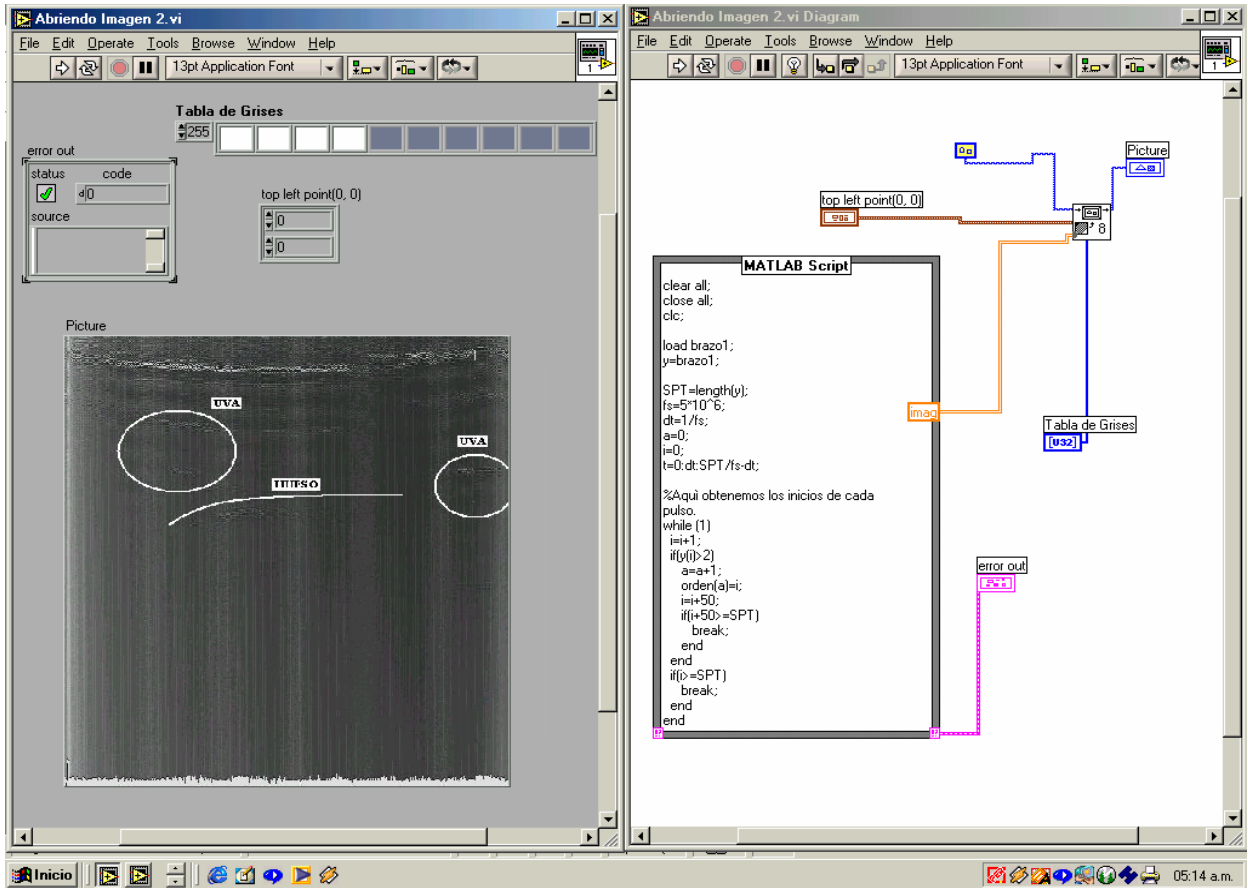 Abriendo Imagen 2.vi
File Edit Operate Tools Browse Window Help
13pt Application Font
1
Tabla de Grises
255
error out
status code
d 0
source
top left point(0, 0)
0
0
Picture
UVA
UVA
HUESO
Abriendo Imagen 2.vi Diagram
File Edit Operate Tools Browse Window Help
13pt Application Font
1
Picture
top left point(0, 0)
8
MATLAB Script
clear all;
close all;
clc;
load brazo1;
y=brazo1;
SPT=length(y);
fs=5*10^6;
dt=1/fs;
a=0;
i=0;
t=0:dt:SPT/fs-dt;
%Aquì obtenemos los inicios de cada
pulso.
while (1)
i=i+1;
if(y(i)>2)
a=a+1;
orden(a)=i;
i=i+50;
if(i+50>=SPT)
break;
end
end
if(i>=SPT)
break;
end
end
imag
Tabla de Grises
[U32]
error out
Inicio
05:14 a.m.